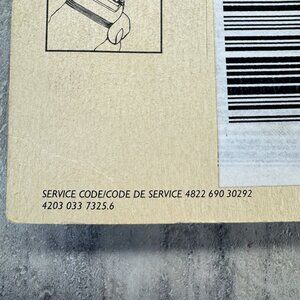 SERVICE CODE/CODE DE SERVICE 4822 690 30292
4203 033 7325.6